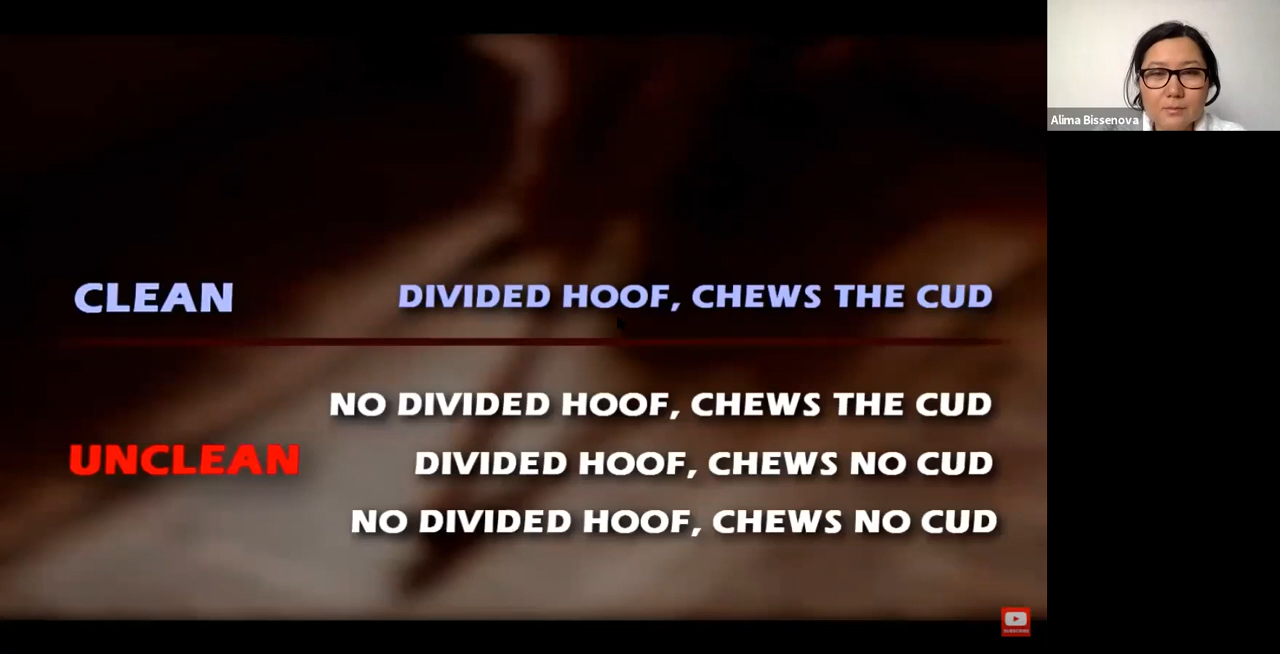 Alima Bissenova
CLEAN DIVIDED HOOF, CHEWS THE CUD
NO DIVIDED HOOF, CHEWS THE CUD
UNCLEAN DIVIDED HOOF, CHEWS NO CUD
NO DIVIDED HOOF, CHEWS NO CUD
SUBSCRIBE